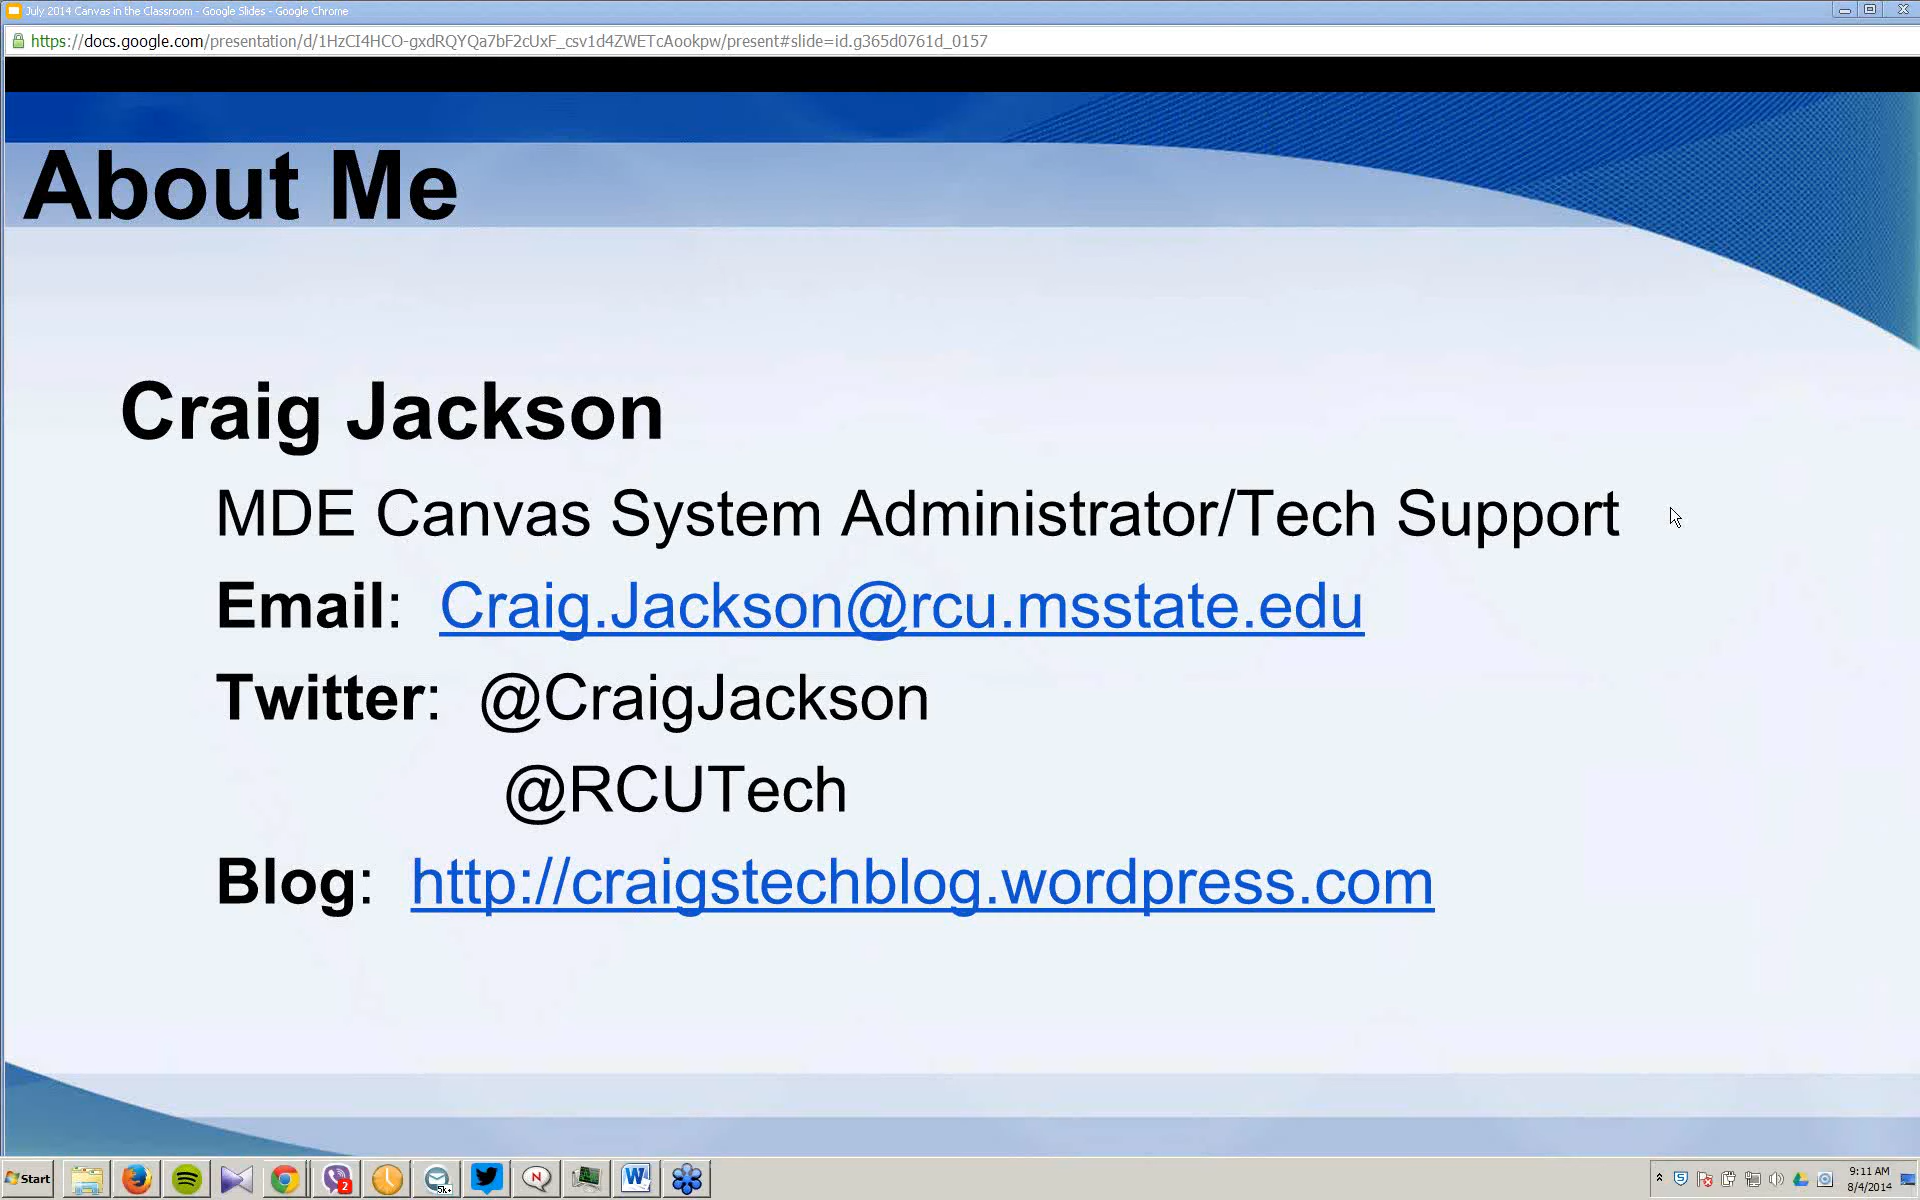 July 2014 Canvas in the Classroom - Google Slides - Google Chrome
https://docs.google.com/presentation/d/1HzCI4HCO-gxdRQYQa7bF2cUxF_csv1d4ZWETcAookpw/present#slide=id.g365d0761d_0157
About Me
Craig Jackson
MDE Canvas System Administrator/Tech Support
Email: Craig.Jackson@rcu.msstate.edu
Twitter: @CraigJackson
@RCUTech
Blog: http://craigstechblog.wordpress.com
Start
2
5k+
N
W
S
9:11 AM
8/4/2014